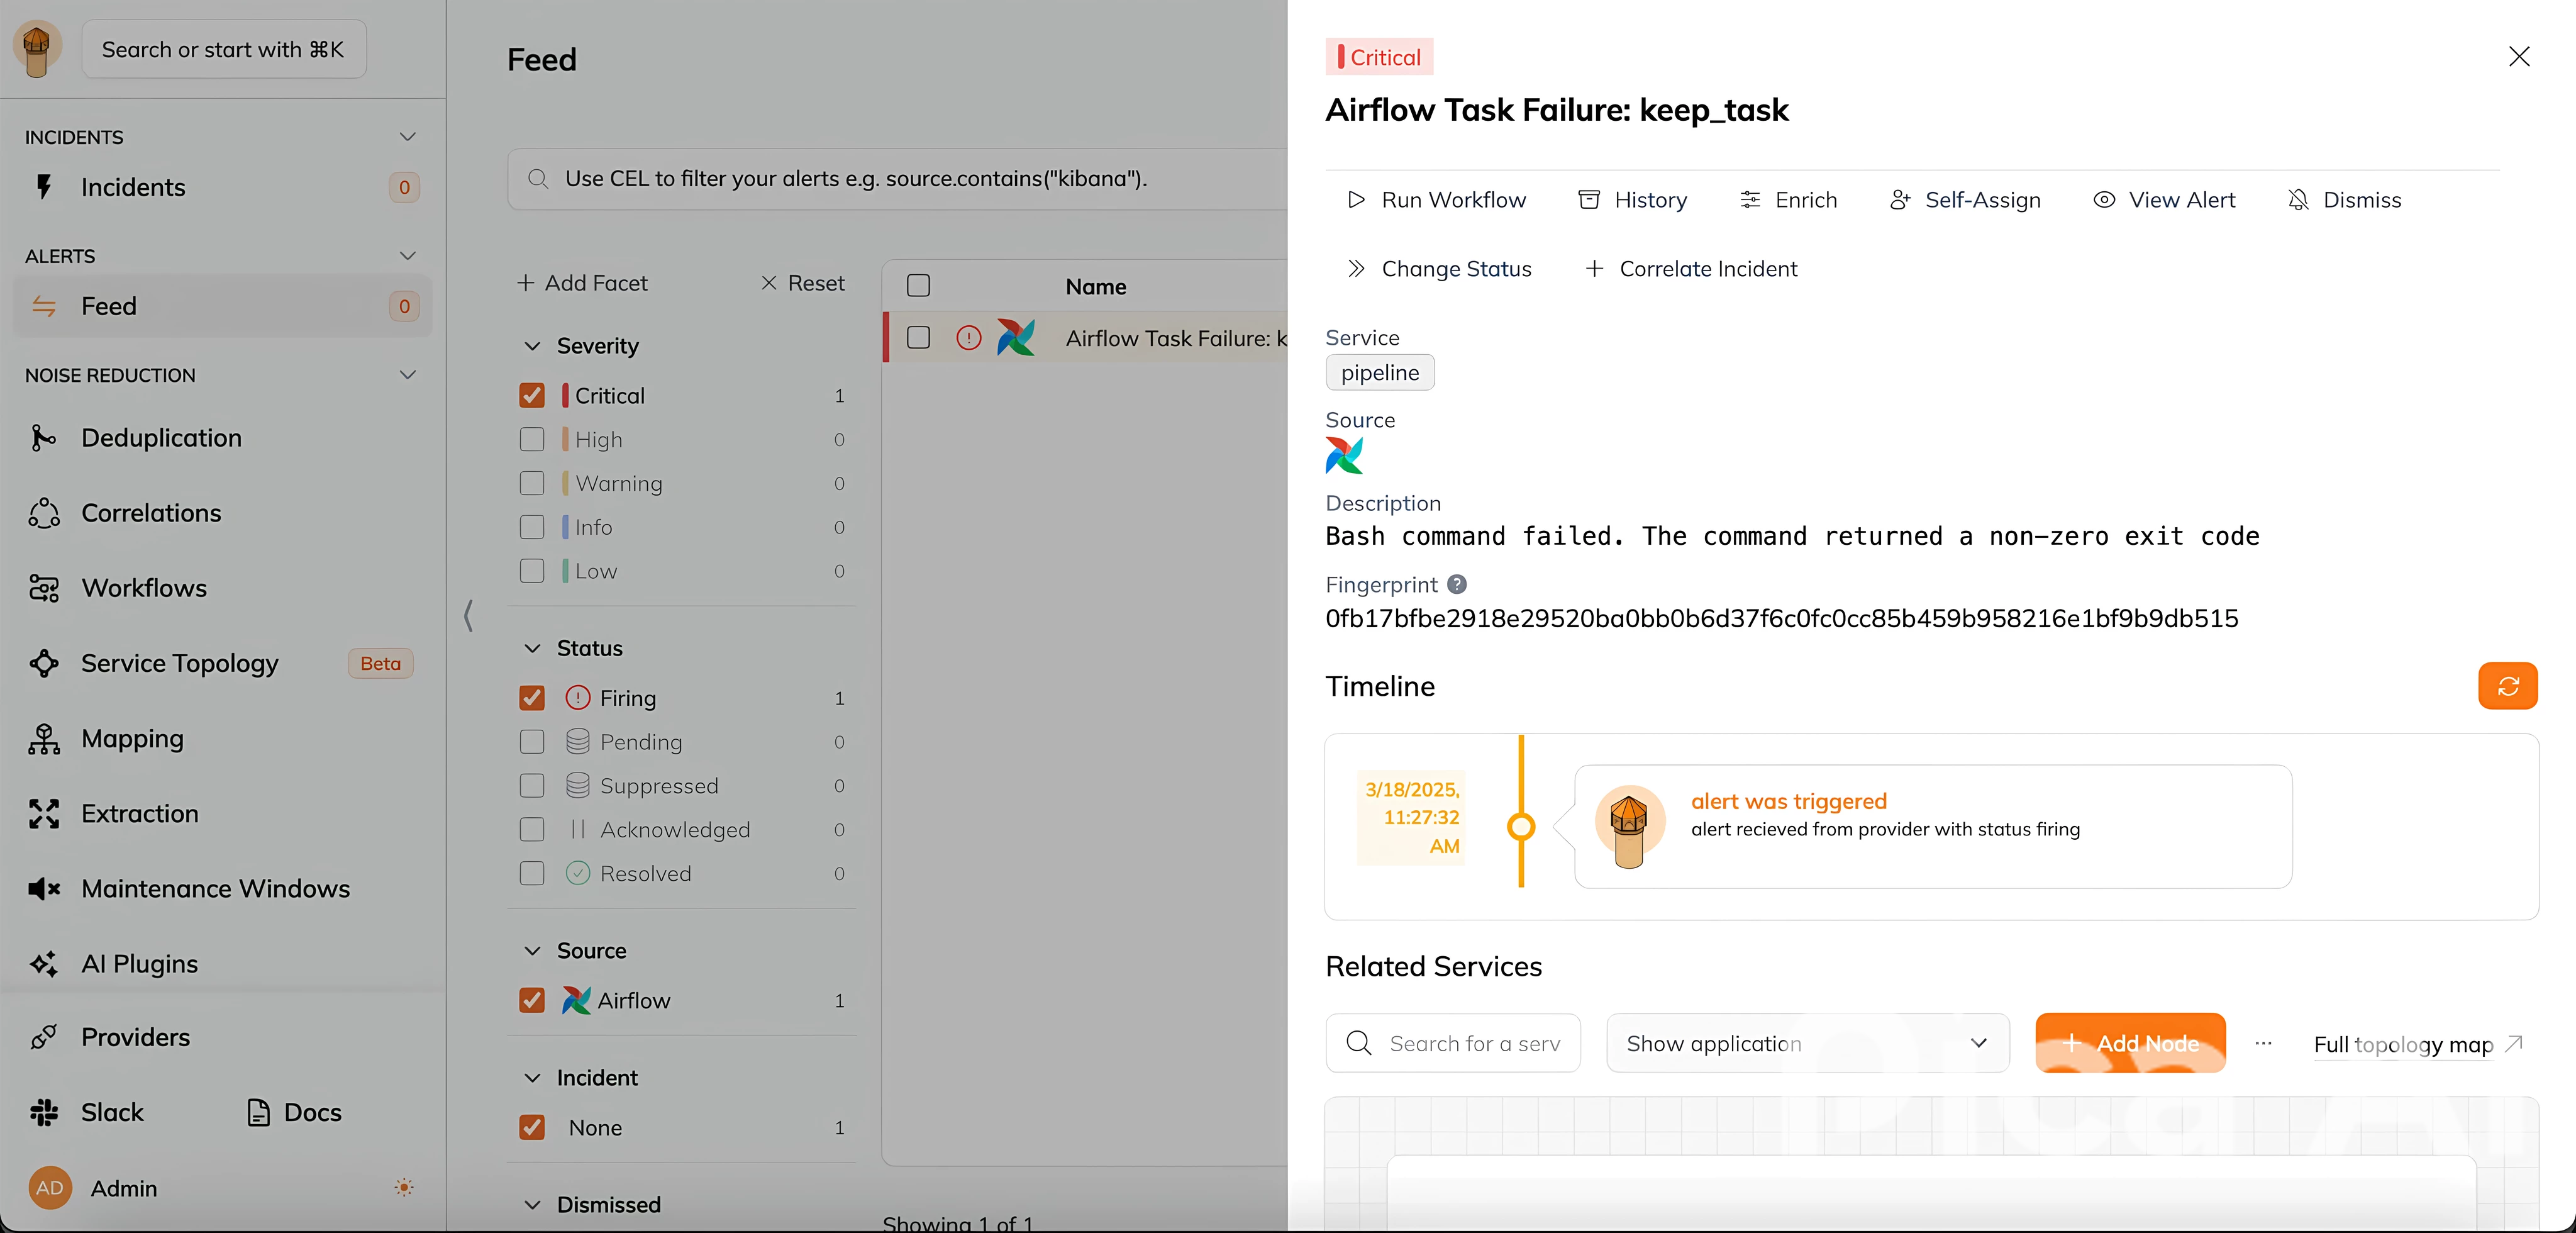 Search or start with ⌘K
INCIDENTS
Incidents 0
ALERTS
Feed 0
NOISE REDUCTION
Deduplication
Correlations
Workflows
Service Topology Beta
Mapping
Extraction
Maintenance Windows
AI Plugins
Providers
Slack Docs
AD Admin
Feed
Use CEL to filter your alerts e.g. source.contains("kibana").
+ Add Facet × Reset
Severity
Critical 1
High 0
Warning 0
Info 0
Low 0
Status
Firing 1
Pending 0
Suppressed 0
Acknowledged 0
Resolved 0
Source
Airflow 1
Incident
None 1
Dismissed
Name
Airflow Task Failure: k
Showing 1 of 1
Critical
Airflow Task Failure: keep_task
Run Workflow History Enrich Self-Assign View Alert Dismiss
Change Status + Correlate Incident
Service
pipeline
Source
Description
Bash command failed. The command returned a non-zero exit code
Fingerprint ?
0fb17bfbe2918e29520ba0bb0b6d37f6c0fc0cc85b459b958216e1bf9b9db515
Timeline
3/18/2025,
11:27:32
AM
alert was triggered
alert recieved from provider with status firing
Related Services
Search for a serv Show application + Add Node ... Full topology map
Pica AI